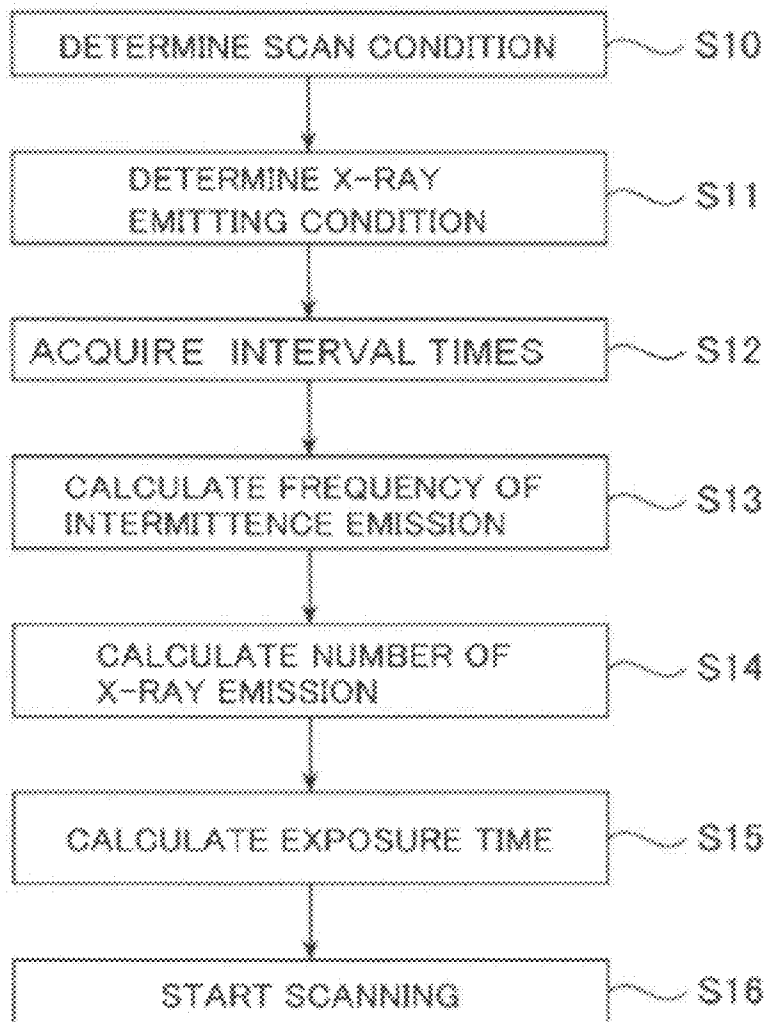 DETERMINE SCAN CONDITION
S10
DETERMINE X-RAY
EMITTING CONDITION
S11
ACQUIRE INTERVAL TIMES
S12
CALCULATE FREQUENCY OF
INTERMITTENCE EMISSION
S13
CALCULATE NUMBER OF
X-RAY EMISSION
S14
CALCULATE EXPOSURE TIME
S15
START SCANNING
S16